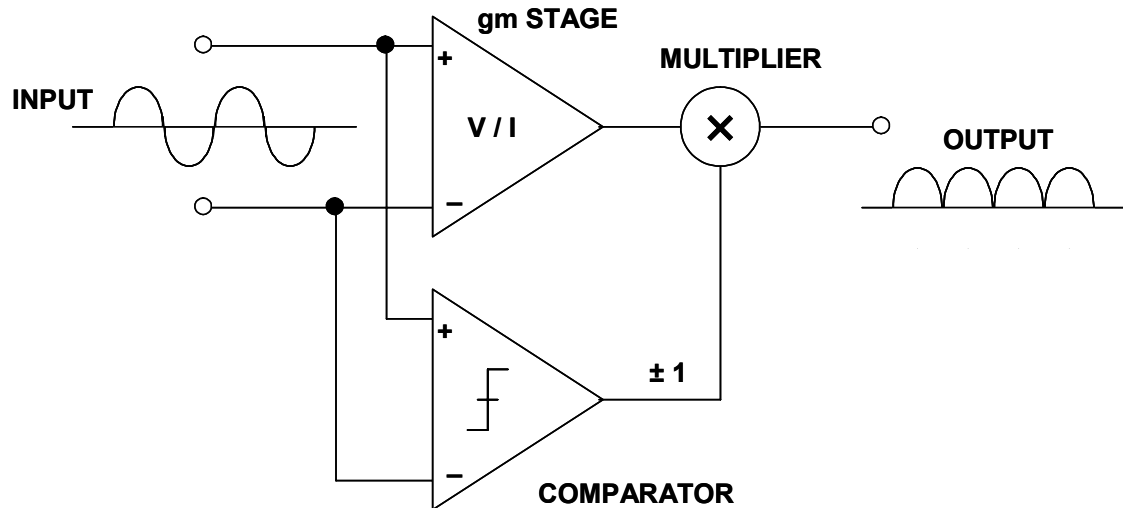 gm STAGE
MULTIPLIER
INPUT
+
V / I
×
OUTPUT
−
+
± 1
−
COMPARATOR